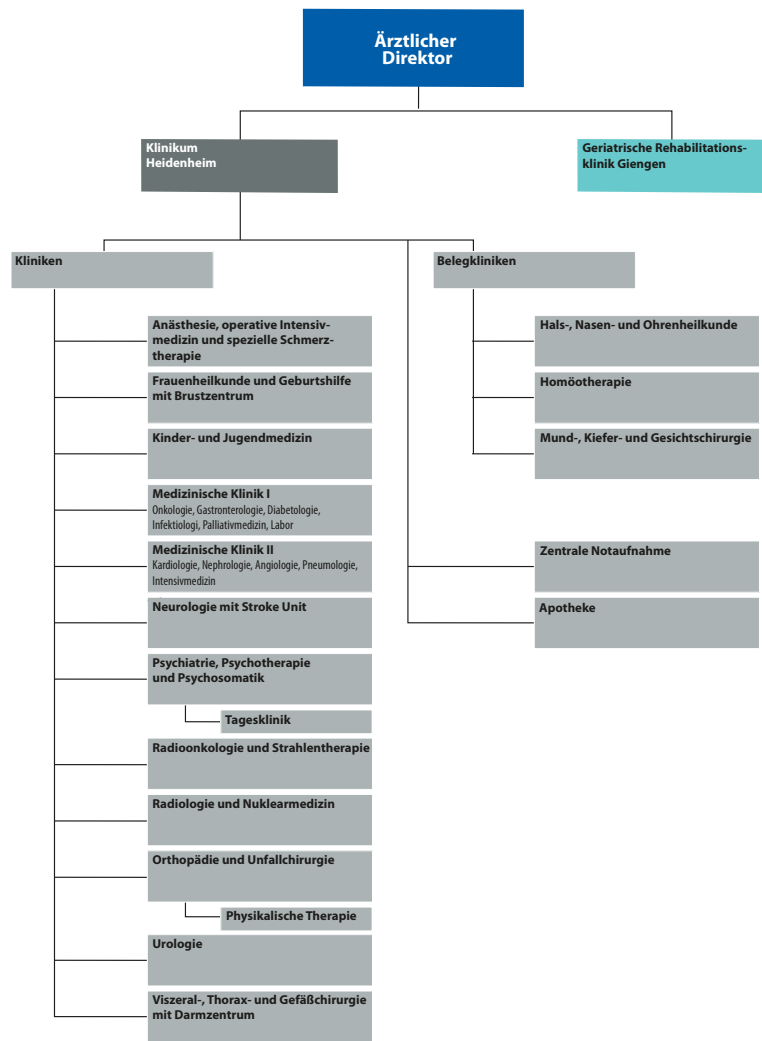 Ärztlicher
Direktor
Klinikum
Heidenheim
Geriatrische Rehabilitations-
klinik Giengen
Kliniken
Belegkliniken
Anästhesie, operative Intensiv-
medizin und spezielle Schmerz-
therapie
Frauenheilkunde und Geburtshilfe
mit Brustzentrum
Kinder- und Jugendmedizin
Medizinische Klinik I
Onkologie, Gastronterologie, Diabetologie,
Infektiologi, Palliativmedizin, Labor
Medizinische Klinik II
Kardiologie, Nephrologie, Angiologie, Pneumologie,
Intensivmedizin
Neurologie mit Stroke Unit
Psychiatrie, Psychotherapie
und Psychosomatik
Tagesklinik
Radioonkologie und Strahlentherapie
Radiologie und Nuklearmedizin
Orthopädie und Unfallchirurgie
Physikalische Therapie
Urologie
Viszeral-, Thorax- und Gefäßchirurgie
mit Darmzentrum
Hals-, Nasen- und Ohrenheilkunde
Homöotherapie
Mund-, Kiefer- und Gesichtschirurgie
Zentrale Notaufnahme
Apotheke